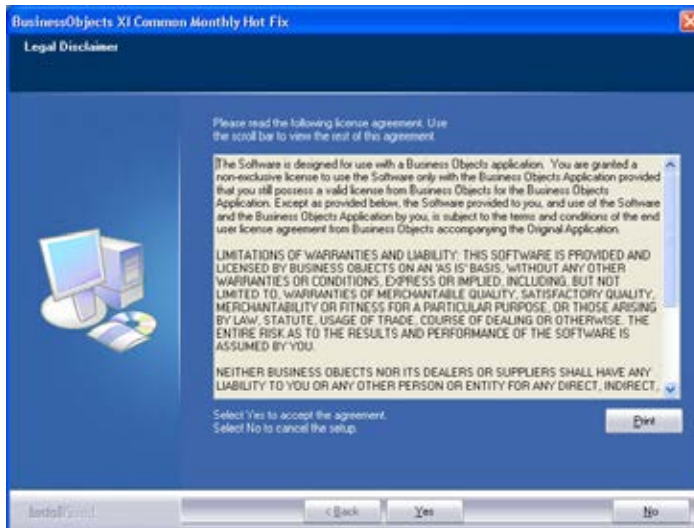 BusinessObjects XI Common Monthly Hot Fix
Legal Disclaimer
Please read the following license agreement. Use
the scroll bar to view the rest of this agreement
The Software is designed for use with a Business Objects application. You are granted a
non-exclusive license to use the Software only with the Business Objects Application provided
that you still possess a valid license from Business Objects for the Business Objects
Application. Except as provided below, the Software provided to you, and use of the Software
and the Business Objects Application by you, is subject to the terms and conditions of the end
user license agreement from Business Objects accompanying the Original Application.
LIMITATIONS OF WARRANTIES AND LIABILITY: THIS SOFTWARE IS PROVIDED AND
LICENSED BY BUSINESS OBJECTS ON AN 'AS IS' BASIS, WITHOUT ANY OTHER
WARRANTIES OR CONDITIONS, EXPRESS OR IMPLIED, INCLUDING, BUT NOT
LIMITED TO, WARRANTIES OF MERCHANTABLE QUALITY, SATISFACTORY QUALITY,
MERCHANTABILITY OR FITNESS FOR A PARTICULAR PURPOSE, OR THOSE ARISING
BY LAW, STATUTE, USAGE OF TRADE, COURSE OF DEALING OR OTHERWISE. THE
ENTIRE RISK AS TO THE RESULTS AND PERFORMANCE OF THE SOFTWARE IS
ASSUMED BY YOU.
NEITHER BUSINESS OBJECTS NOR ITS DEALERS OR SUPPLIERS SHALL HAVE ANY
LIABILITY TO YOU OR ANY OTHER PERSON OR ENTITY FOR ANY DIRECT, INDIRECT,
Select Yes to accept the agreement.
Select No to cancel the setup.
Print
InstallShield
< Back
Yes
No